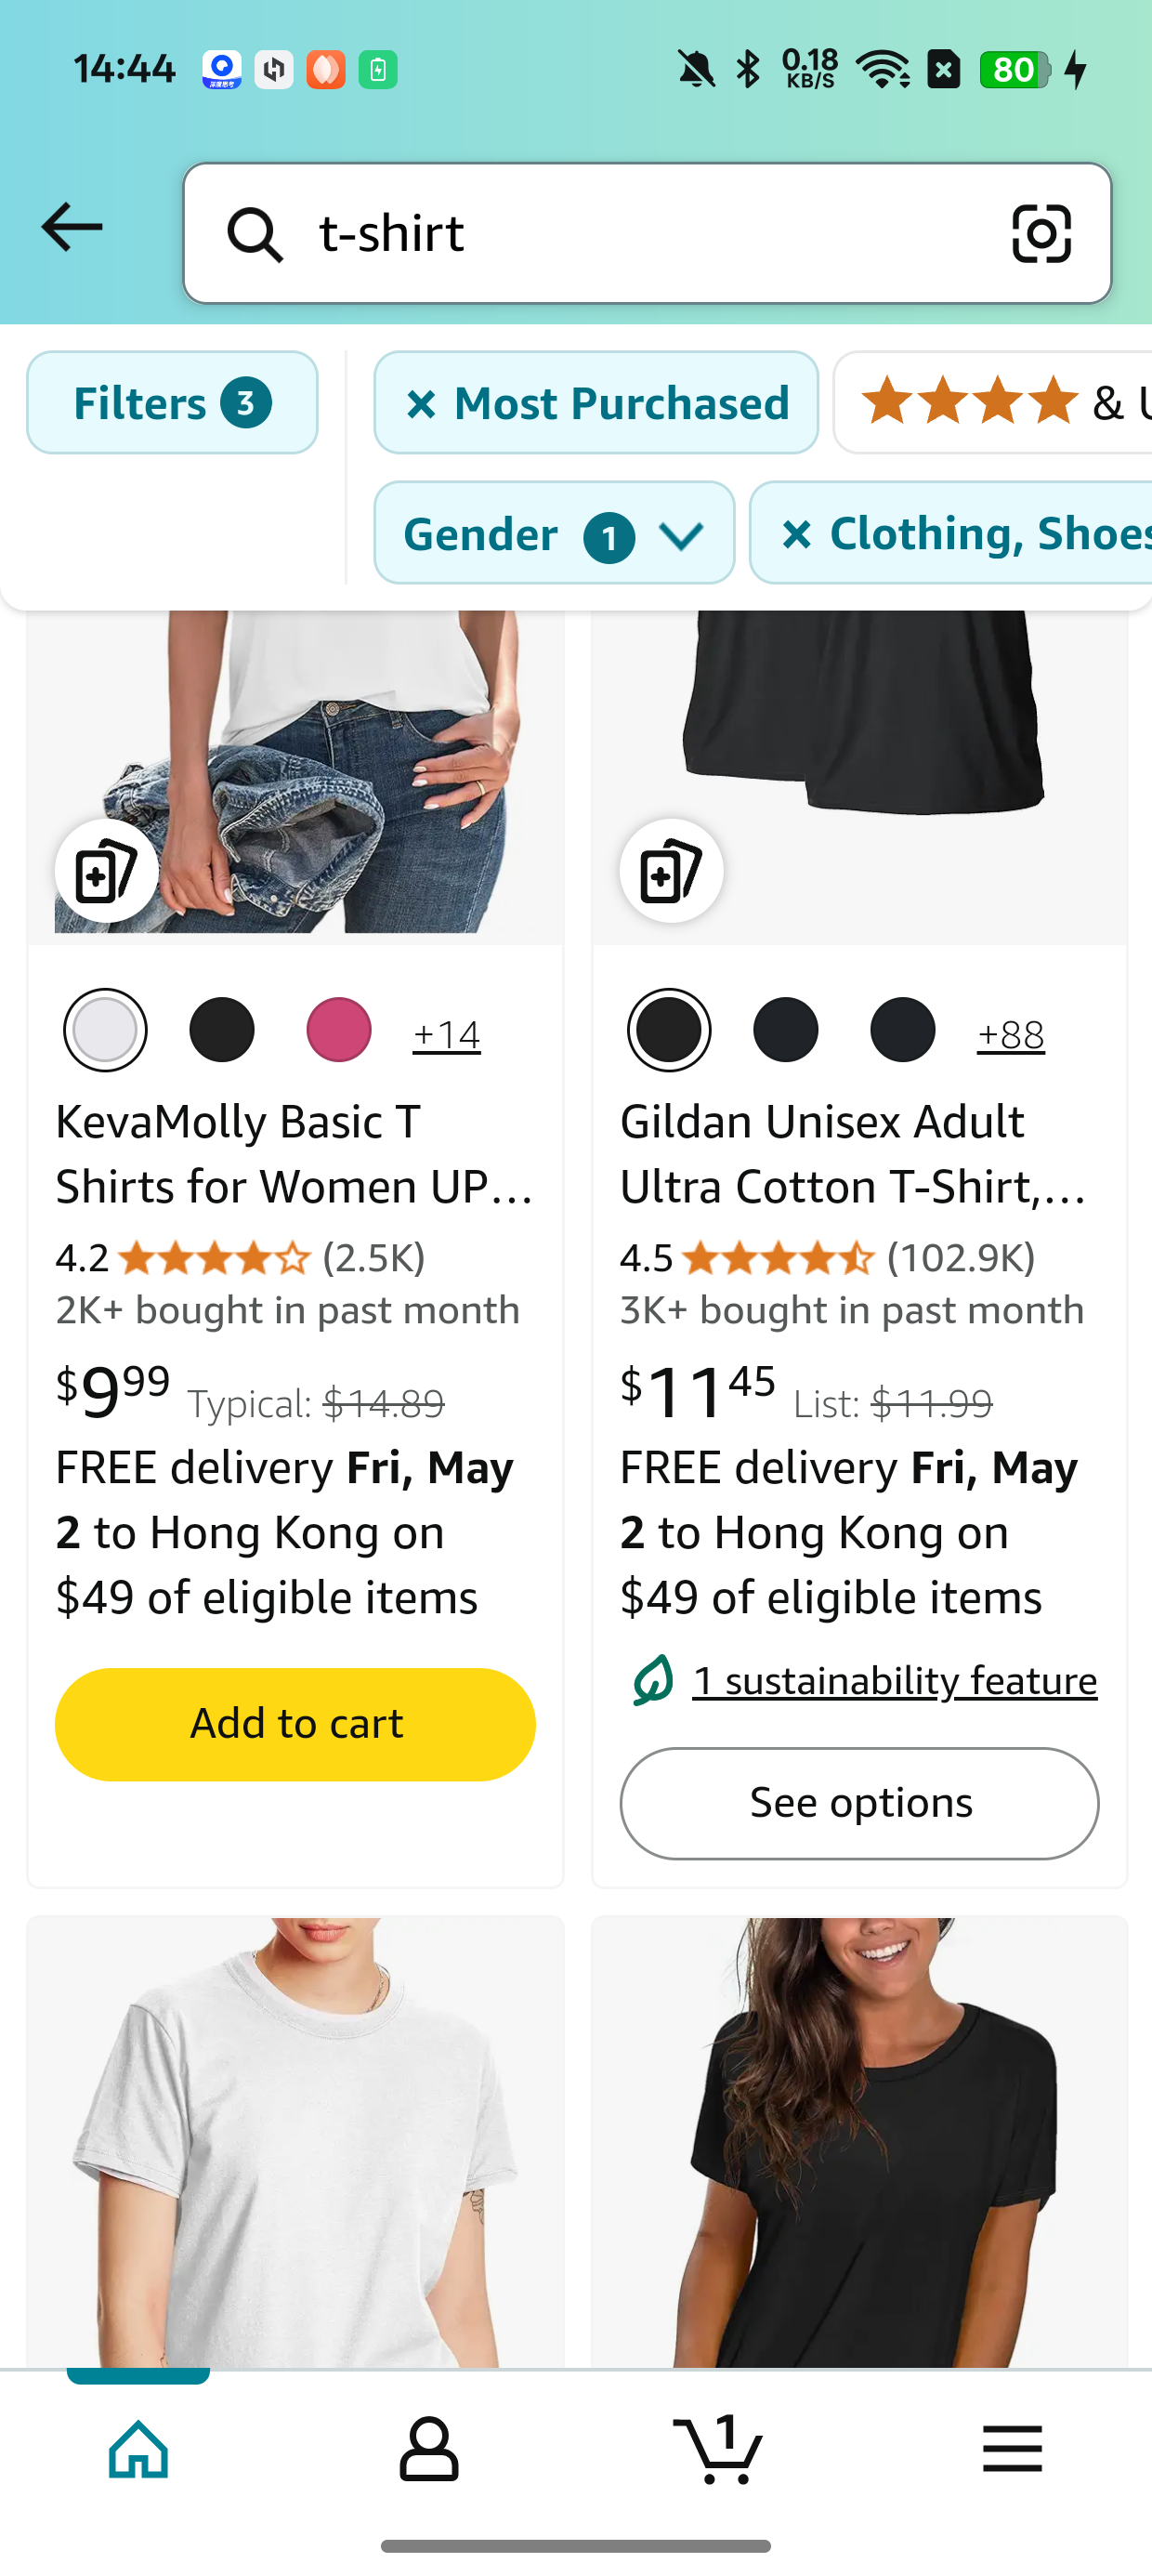 14:44
0.18
KB/S
80
t-shirt
Filters 3
Most Purchased
& U
Gender 1
Clothing, Shoes
+14
+88
KevaMolly Basic T
Shirts for Women UP...
4.2 (2.5K)
2K+ bought in past month
$9.99 Typical: $14.89
FREE delivery Fri, May
2 to Hong Kong on
$49 of eligible items
Add to cart
Gildan Unisex Adult
Ultra Cotton T-Shirt,...
4.5 (102.9K)
3K+ bought in past month
$11.45 List: $11.99
FREE delivery Fri, May
2 to Hong Kong on
$49 of eligible items
1 sustainability feature
See options
1